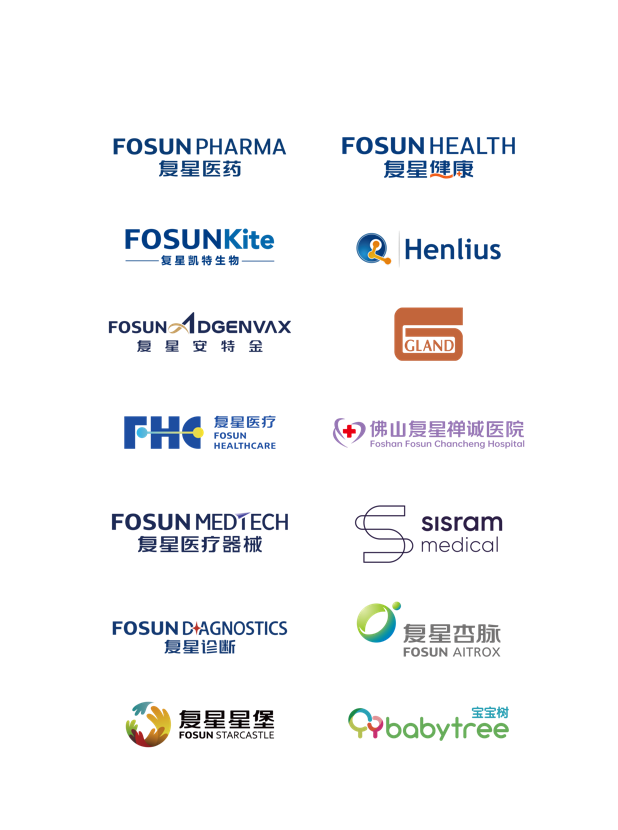 FOSUN PHARMA
复星医药
FOSUN HEALTH
复星健康
FOSUNKite
复星凯特生物
Henlius
FOSUN ADGENVAX
复星安特金
GLAND
FHC
复星医疗
FOSUN
HEALTHCARE
佛山复星禅诚医院
Foshan Fosun Chancheng Hospital
FOSUN MEDTECH
复星医疗器械
sisram
medical
FOSUN DIAGNOSTICS
复星诊断
复星杏脉
FOSUN AITROX
复星星堡
FOSUN STARCASTLE
宝宝树
babytree